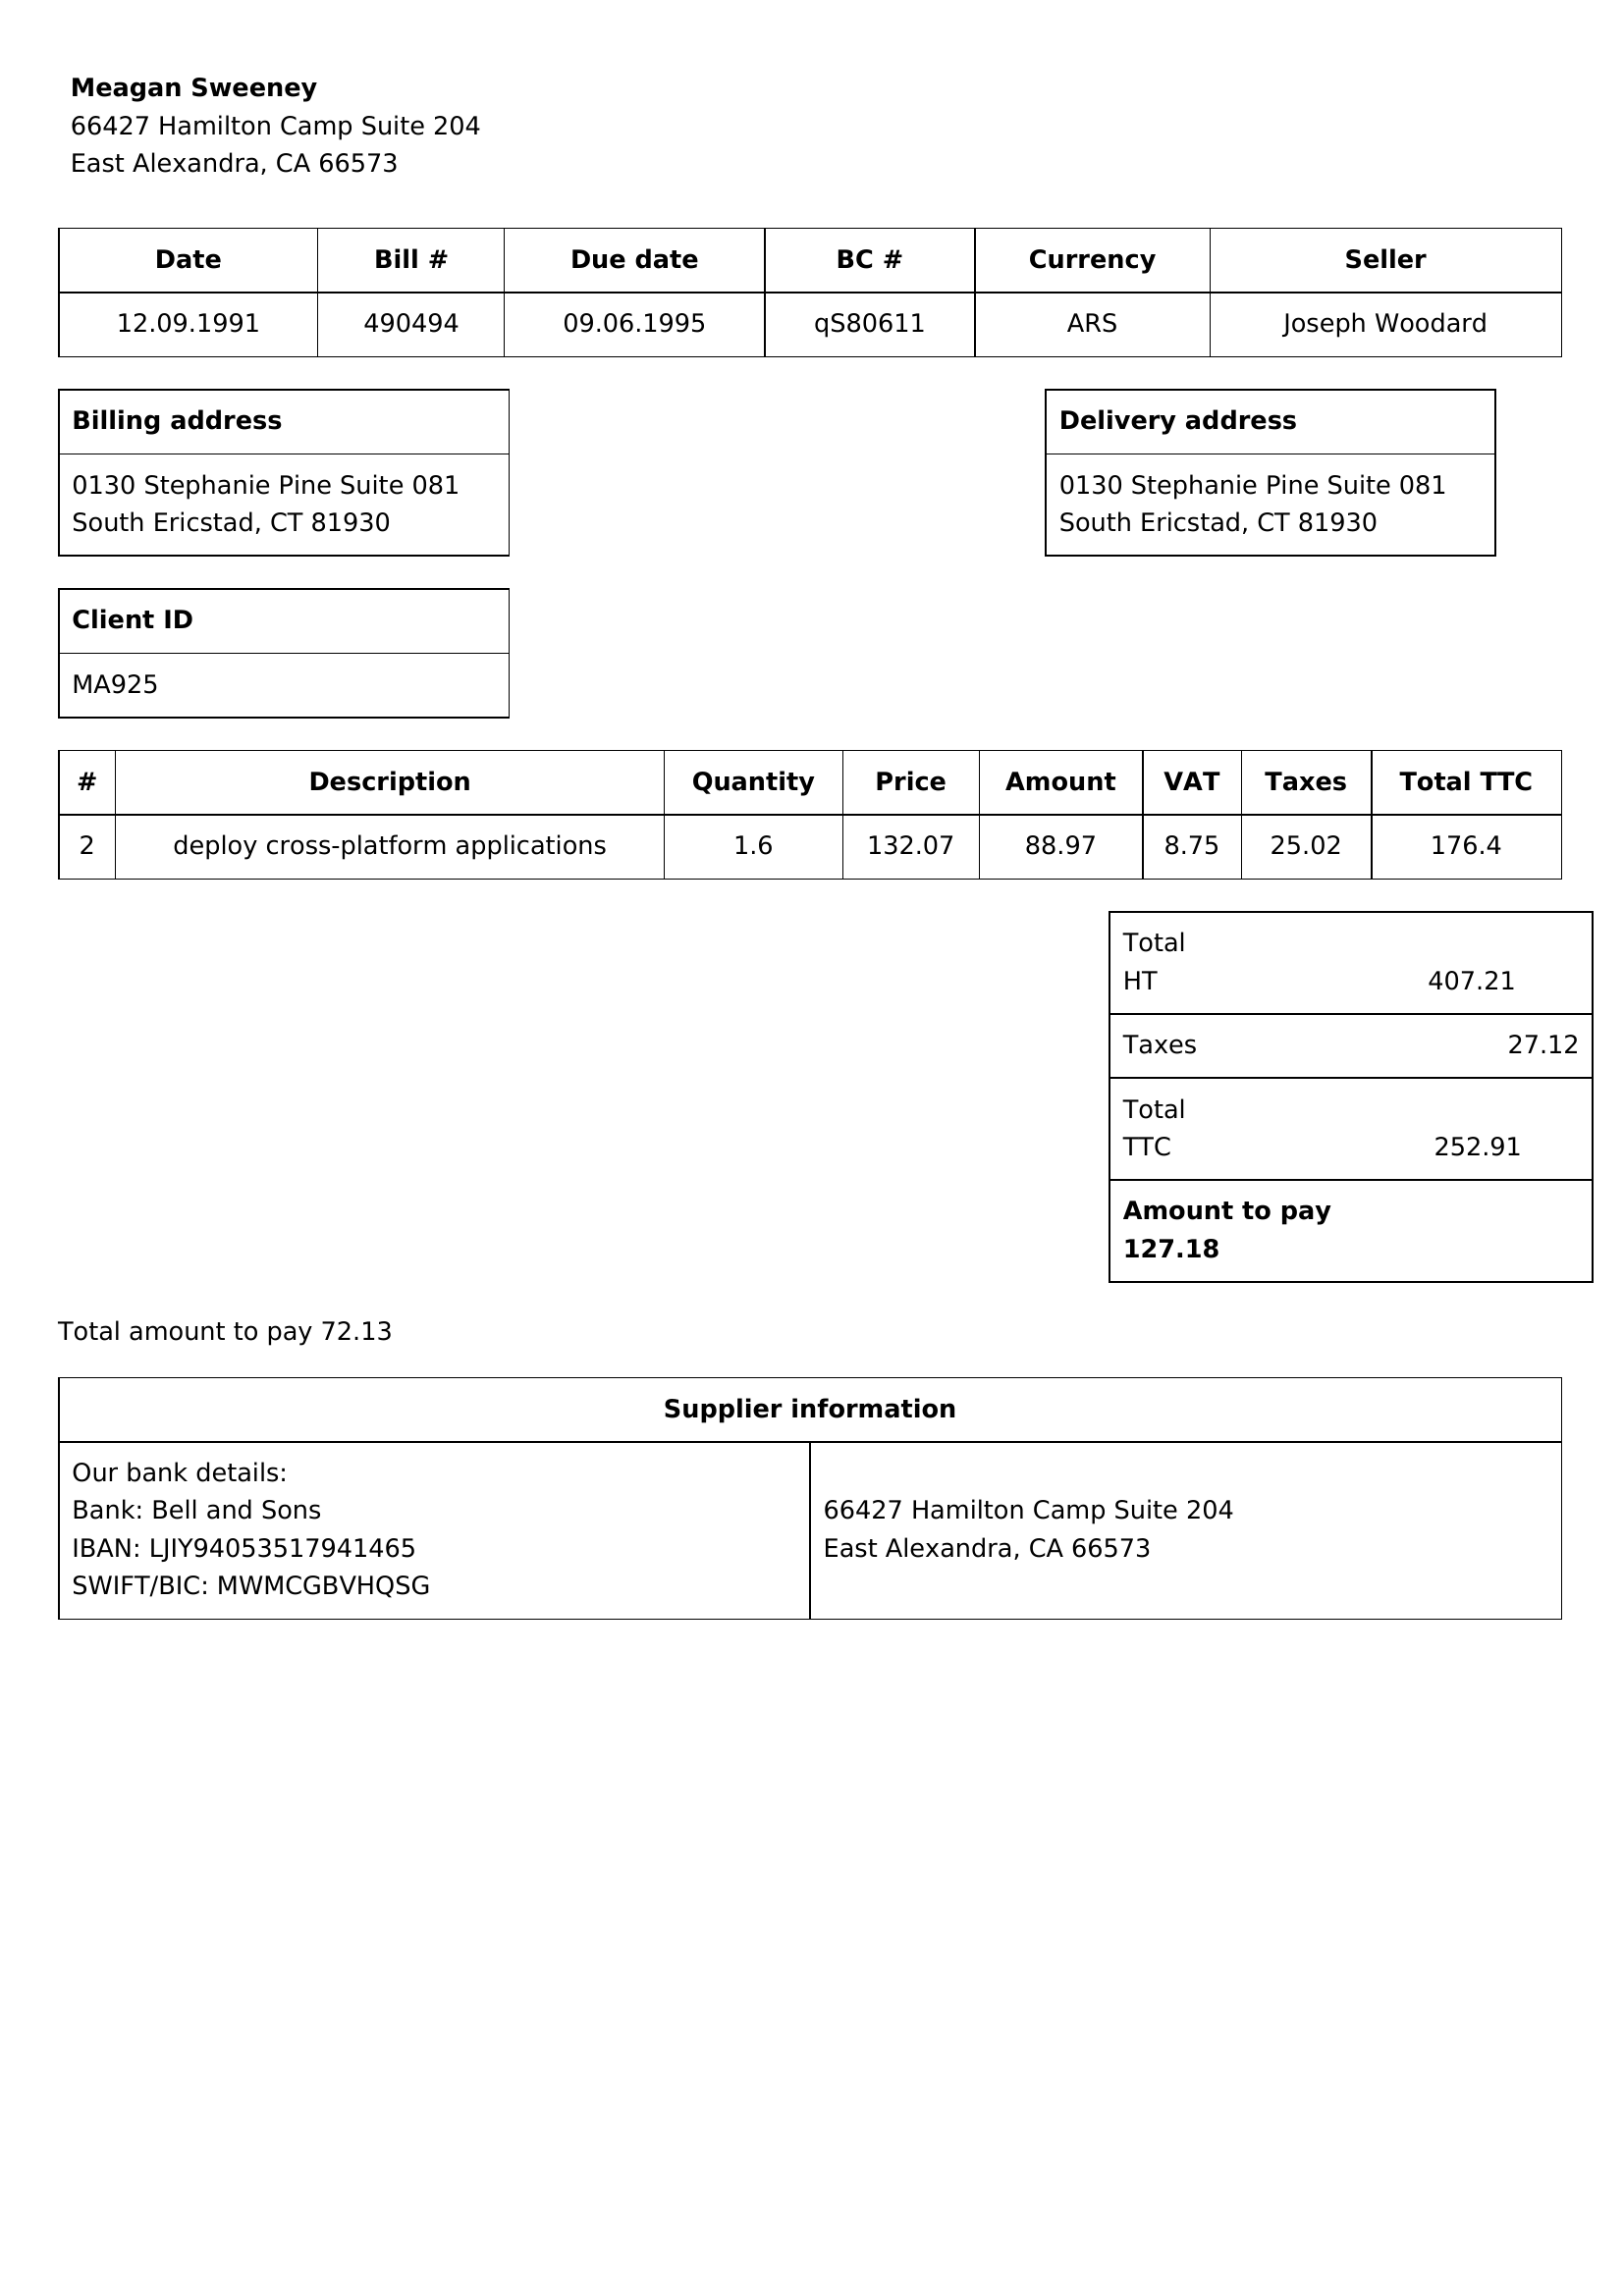 Meagan Sweeney
66427 Hamilton Camp Suite 204
East Alexandra, CA 66573
Date Bill # Due date BC # Currency Seller
12.09.1991 490494 09.06.1995 qS80611 ARS Joseph Woodard
Billing address
0130 Stephanie Pine Suite 081
South Ericstad, CT 81930
Delivery address
0130 Stephanie Pine Suite 081
South Ericstad, CT 81930
Client ID
MA925
# Description Quantity Price Amount VAT Taxes Total TTC
2 deploy cross-platform applications 1.6 132.07 88.97 8.75 25.02 176.4
Total
HT 407.21
Taxes 27.12
Total
TTC 252.91
Amount to pay
127.18
Total amount to pay 72.13
Supplier information
Our bank details:
Bank: Bell and Sons
IBAN: LJIY94053517941465
SWIFT/BIC: MWMCGBVHQSG
66427 Hamilton Camp Suite 204
East Alexandra, CA 66573